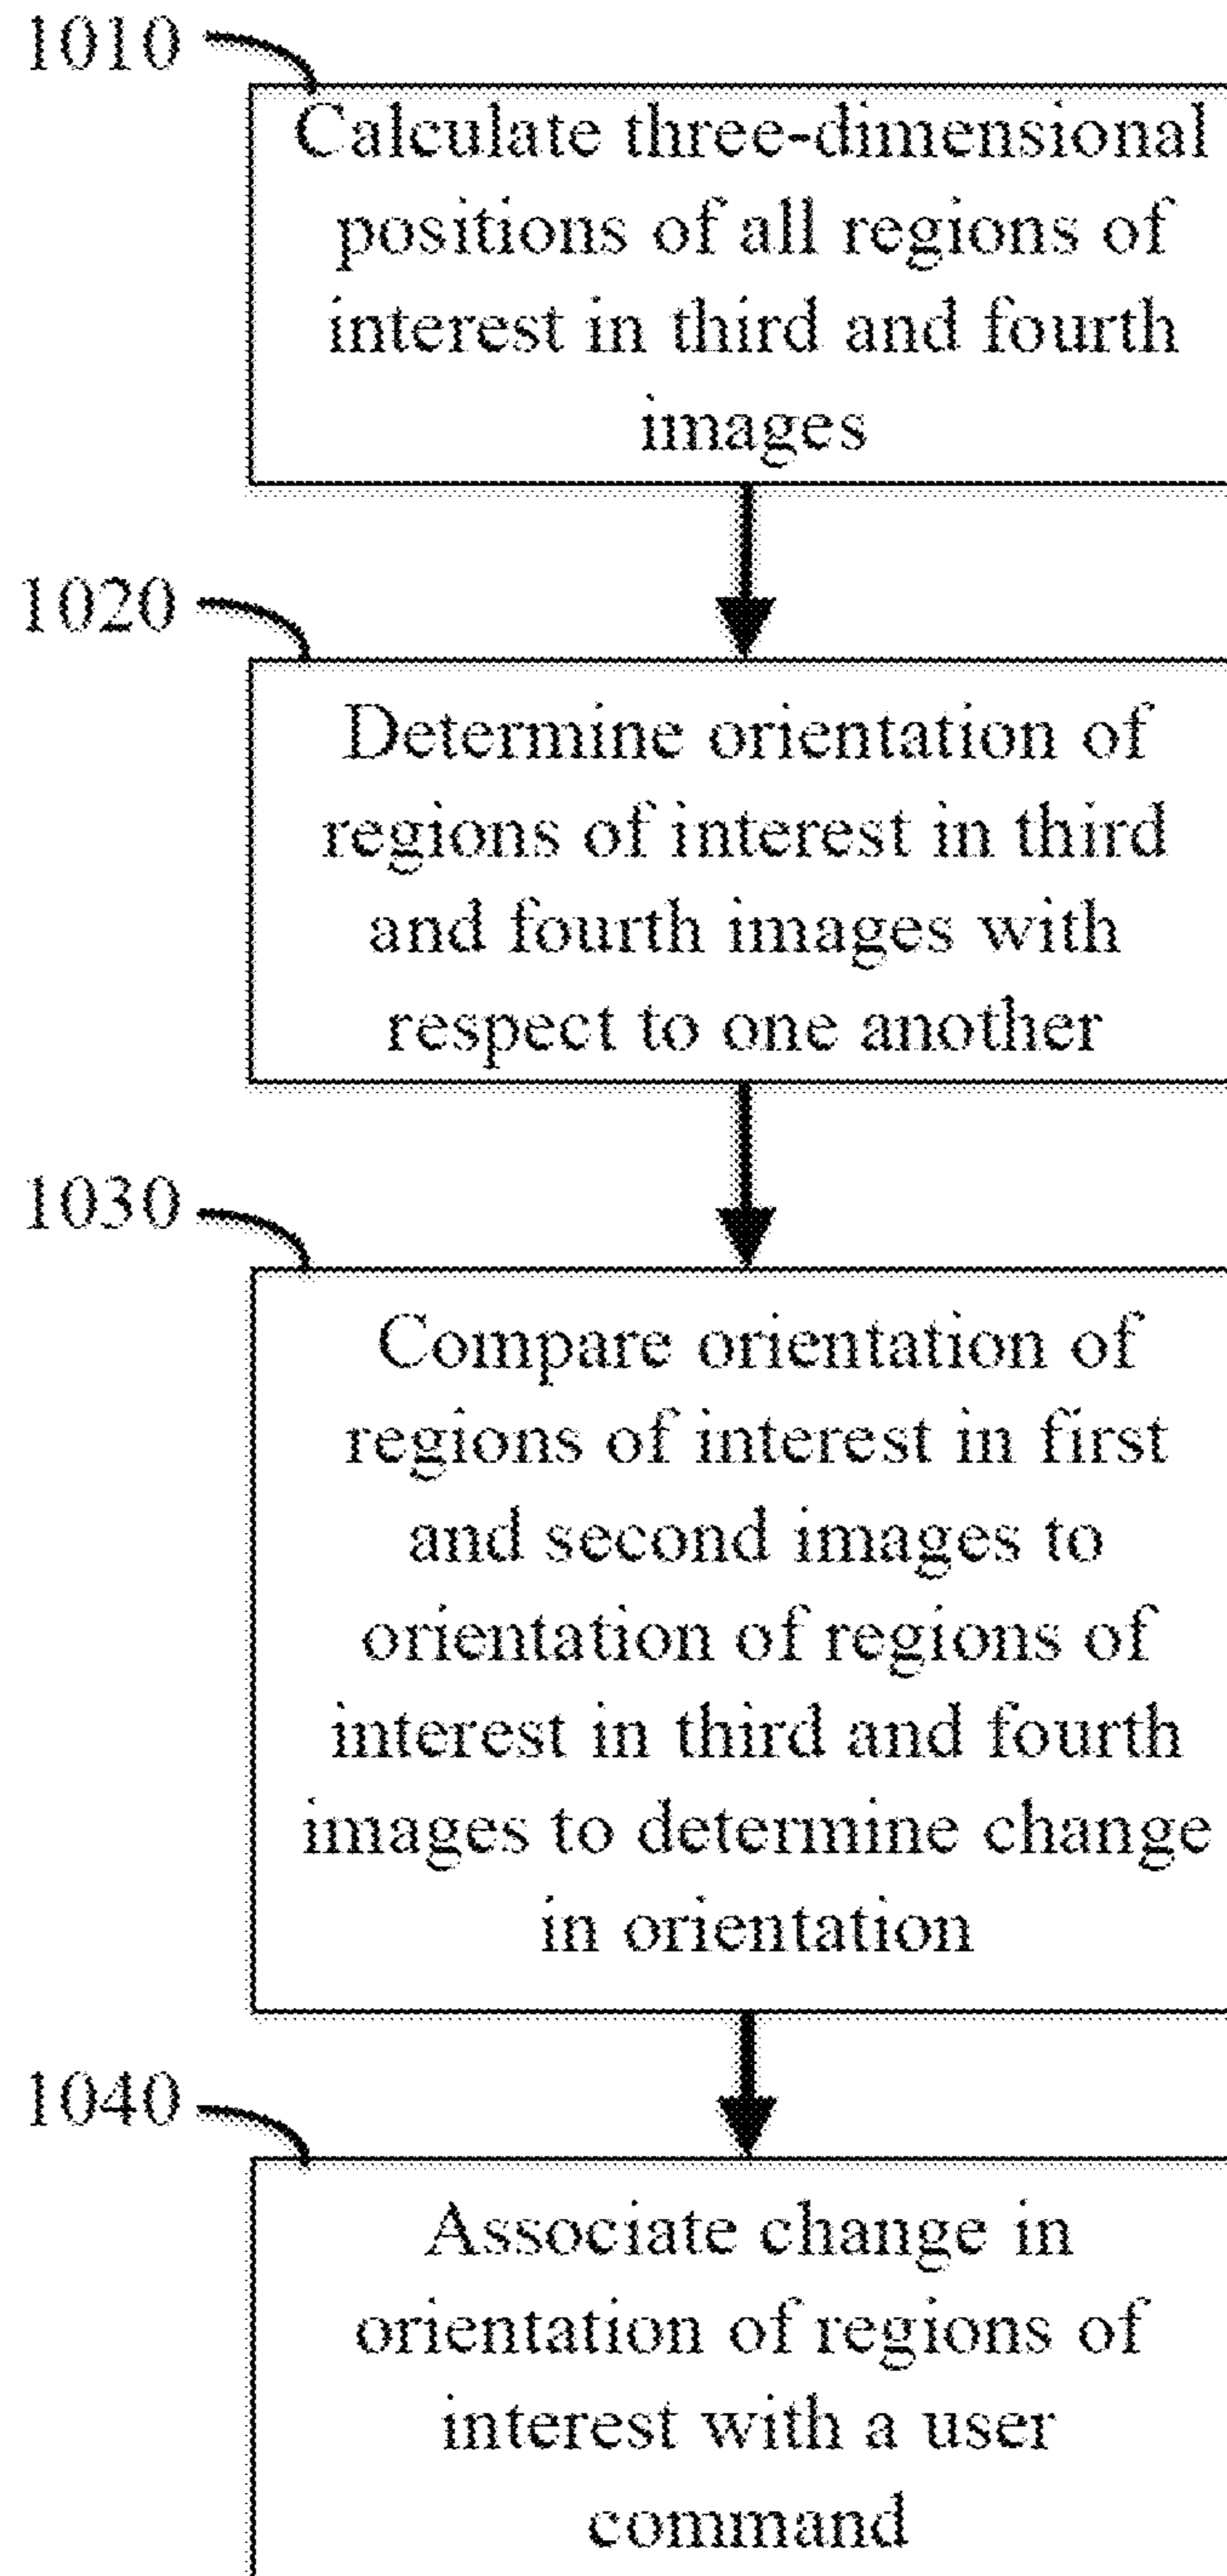 1010
Calculate three-dimensional
positions of all regions of
interest in third and fourth
images
1020
Determine orientation of
regions of interest in third
and fourth images with
respect to one another
1030
Compare orientation of
regions of interest in first
and second images to
orientation of regions of
interest in third and fourth
images to determine change
in orientation
1040
Associate change in
orientation of regions of
interest with a user
command